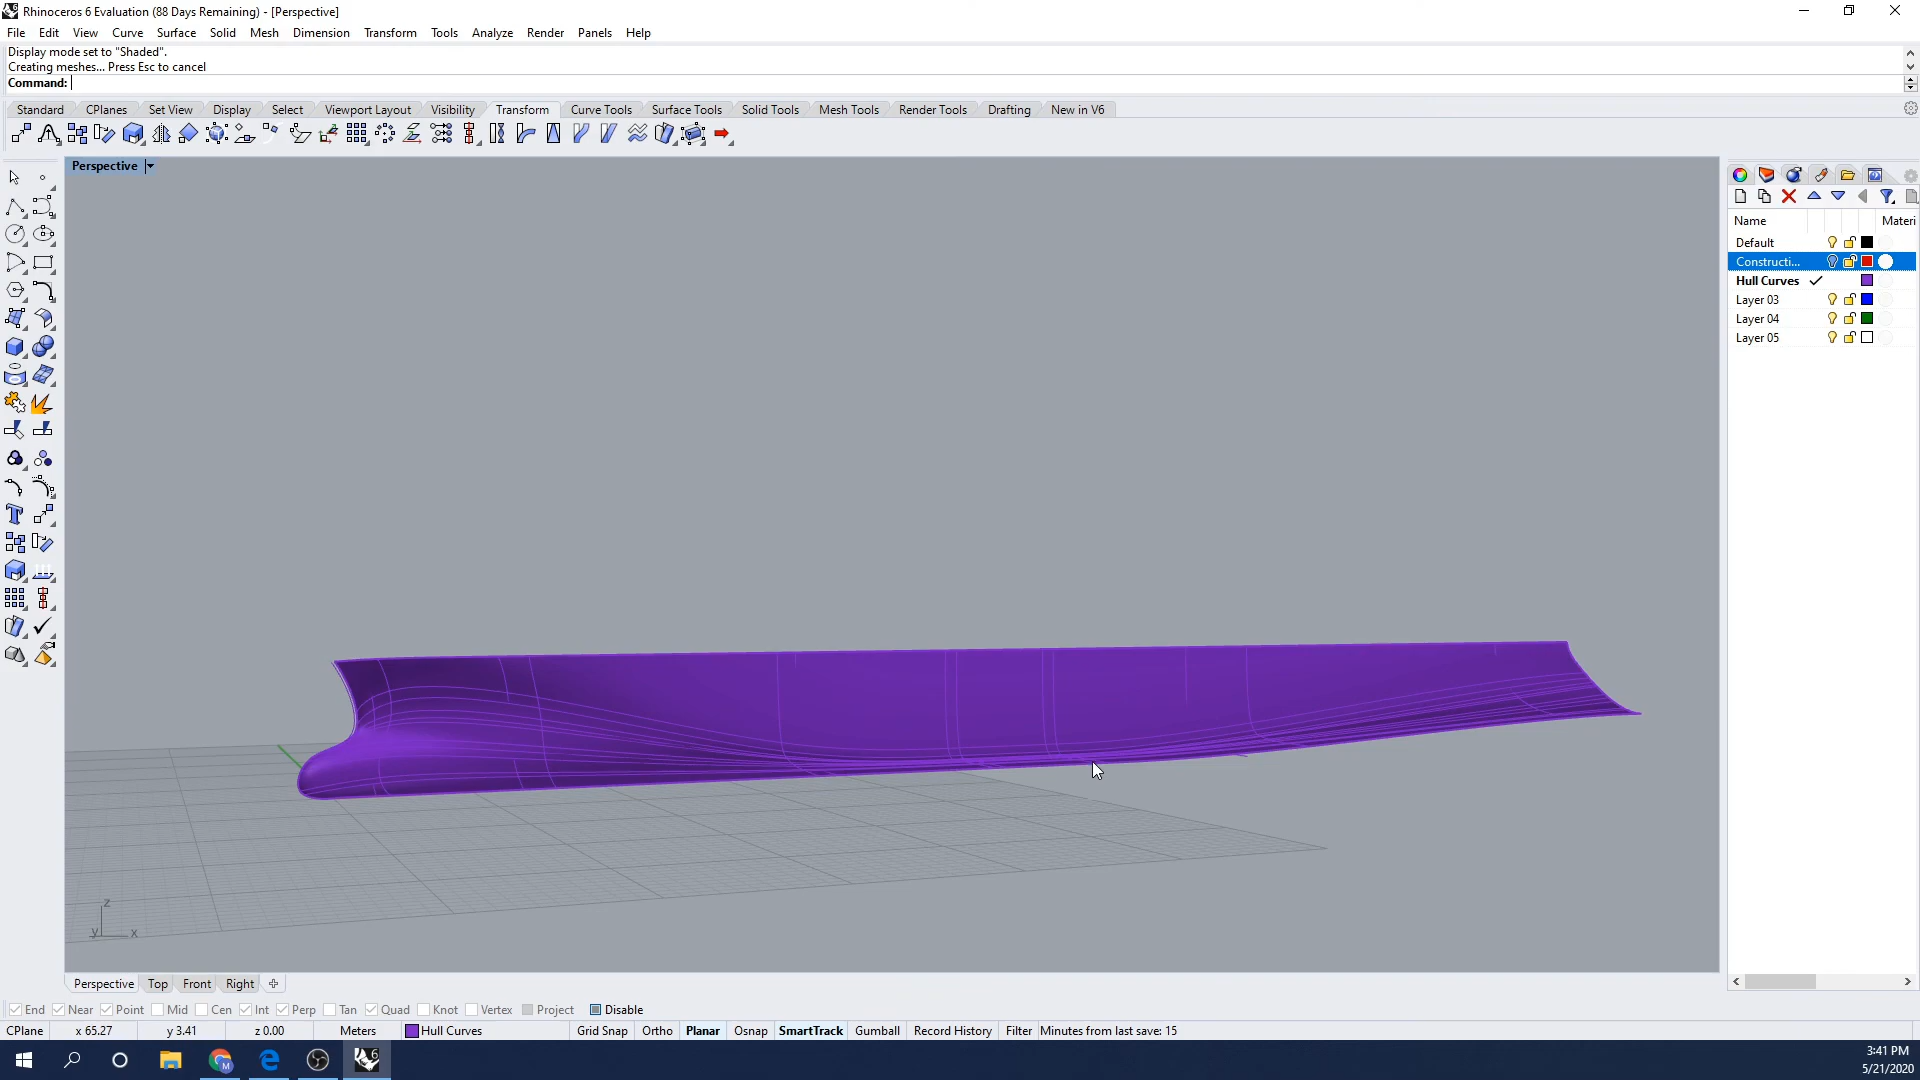 Rhinoceros 6 Evaluation (88 Days Remaining) - [Perspective]
File Edit View Curve Surface Solid Mesh Dimension Transform Tools Analyze Render Panels Help
Display mode set to "Shaded".
Creating meshes... Press Esc to cancel
Command:
Standard CPlanes Set View Display Select Viewport Layout Visibility Transform Curve Tools Surface Tools Solid Tools Mesh Tools Render Tools Drafting New in V6
Perspective
Name Materi
Default
Constructi...
Hull Curves
Layer 03
Layer 04
Layer 05
z
y x
Perspective Top Front Right
End Near Point Mid Cen Int Perp Tan Quad Knot Vertex Project Disable
CPlane x 65.27 y 3.41 z 0.00 Meters Hull Curves Grid Snap Ortho Planar Osnap SmartTrack Gumball Record History Filter Minutes from last save: 15
3:41 PM
5/21/2020